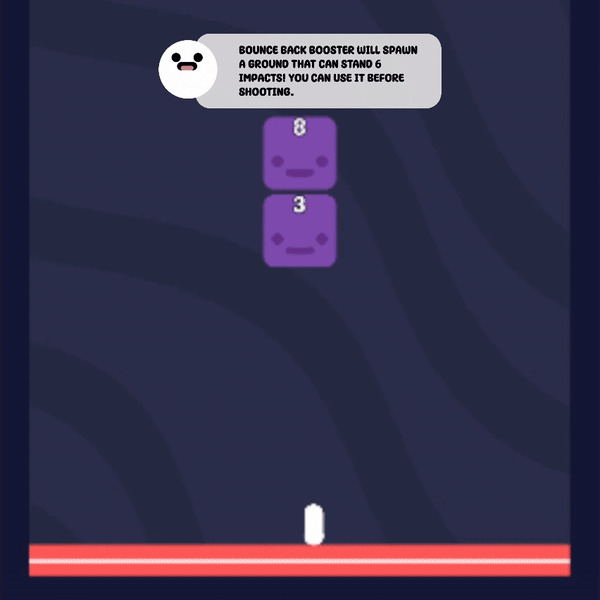 BOUNCE BACK BOOSTER WILL SPAWN
A GROUND THAT CAN STAND 6
IMPACTS! YOU CAN USE IT BEFORE
SHOOTING.
8
3